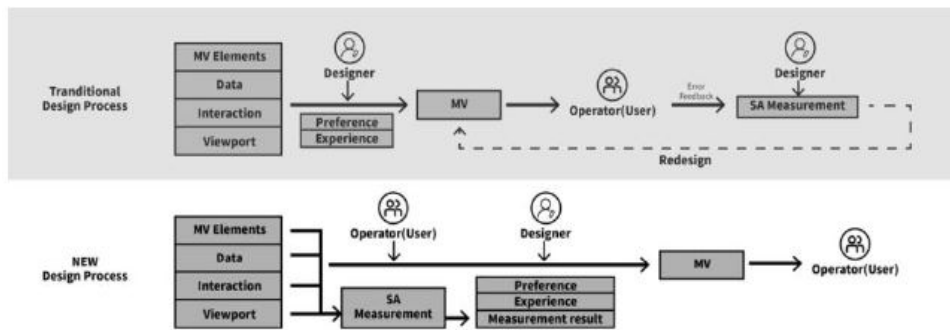 Tranditional
Design Process
MV Elements
Data
Interaction
Viewport
Designer
Preference
Experience
MV
Operator(User)
Error
Feedback
Designer
SA Measurement
Redesign
NEW
Design Process
MV Elements
Data
Interaction
Viewport
Operator(User)
SA
Measurement
Designer
Preference
Experience
Measurement result
MV
Operator(User)